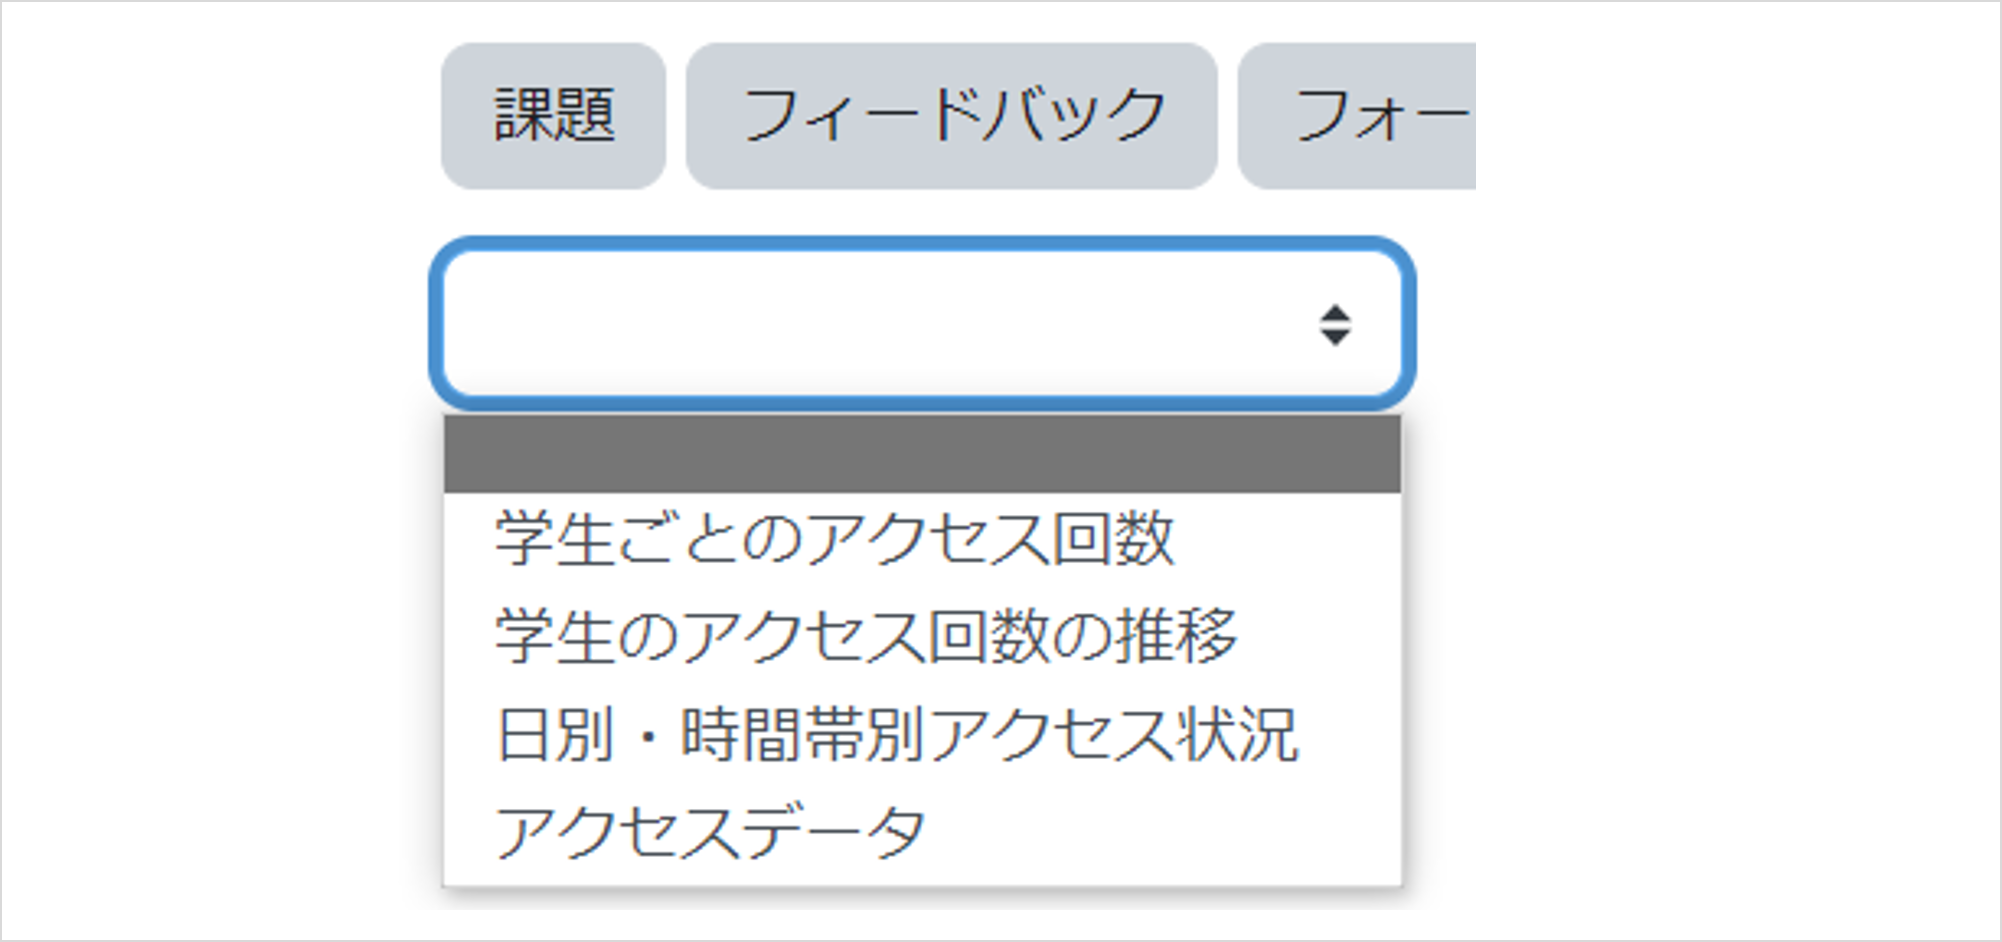 課題 フィードバック フォー
学生ごとのアクセス回数
学生のアクセス回数の推移
日別・時間帯別アクセス状況
アクセスデータ